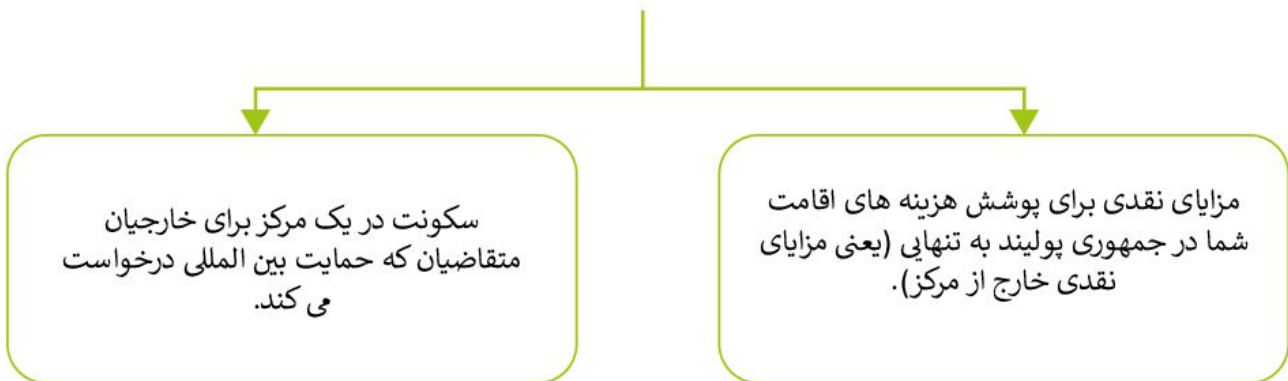 مزایای نقدی برای پوشش هزینه های اقامت
شما در جمهوری پولیند به تنهایی (یعنی مزایای
نقدی خارج از مرکز).
سکونت در یک مرکز برای خارجیان
متقاضیان که حمایت بین المللی درخواست
می کند.